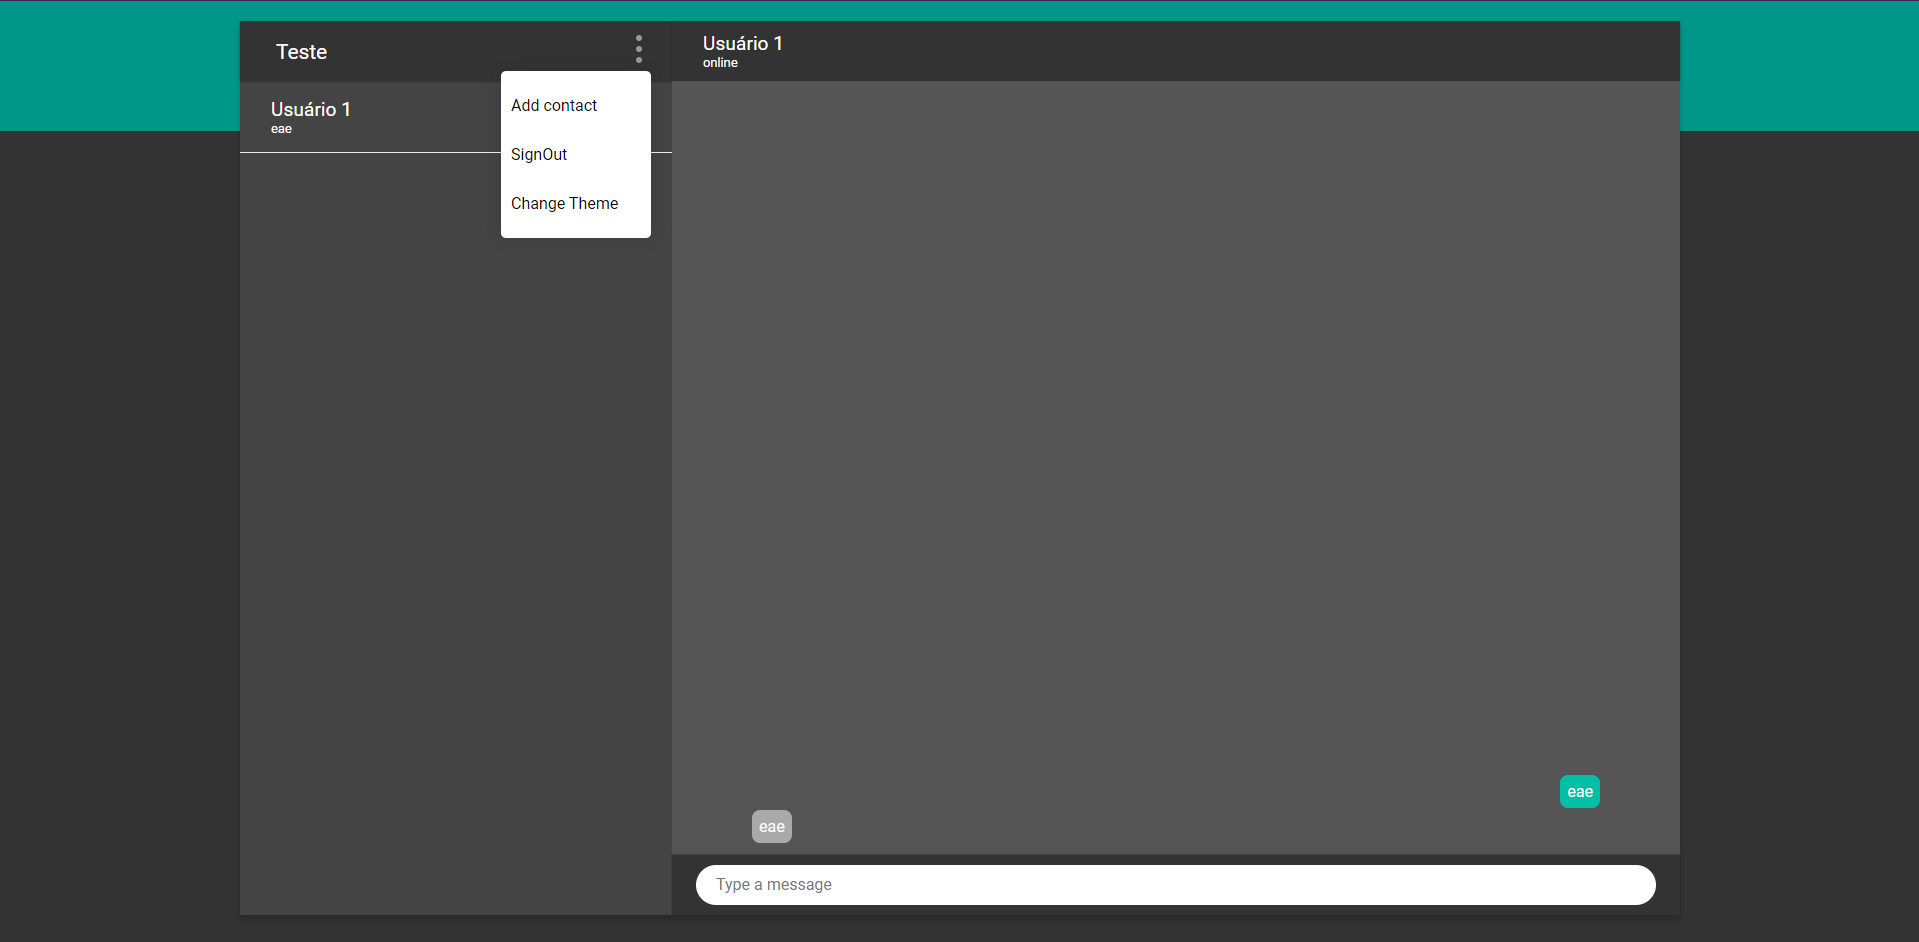 Teste
Usuário 1
eae
Add contact
SignOut
Change Theme
Usuário 1
online
eae
eae
Type a message